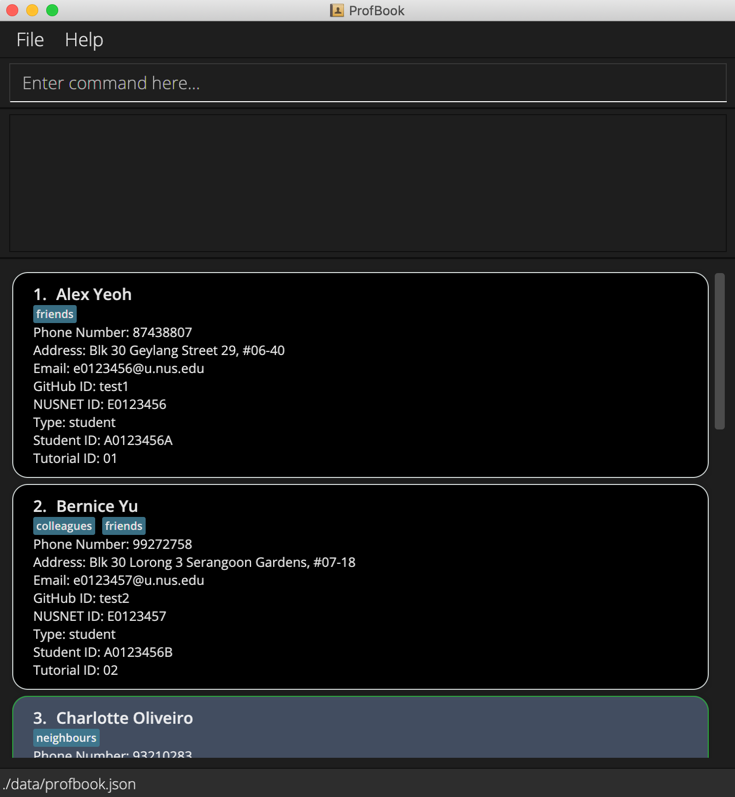 ProfBook
File Help
Enter command here...
1. Alex Yeoh
friends
Phone Number: 87438807
Address: Blk 30 Geylang Street 29, #06-40
Email: e0123456@u.nus.edu
GitHub ID: test1
NUSNET ID: E0123456
Type: student
Student ID: A0123456A
Tutorial ID: 01
2. Bernice Yu
colleagues friends
Phone Number: 99272758
Address: Blk 30 Lorong 3 Serangoon Gardens, #07-18
Email: e0123457@u.nus.edu
GitHub ID: test2
NUSNET ID: E0123457
Type: student
Student ID: A0123456B
Tutorial ID: 02
3. Charlotte Oliveiro
neighbours
Phone Number: 93210283
./data/profbook.json